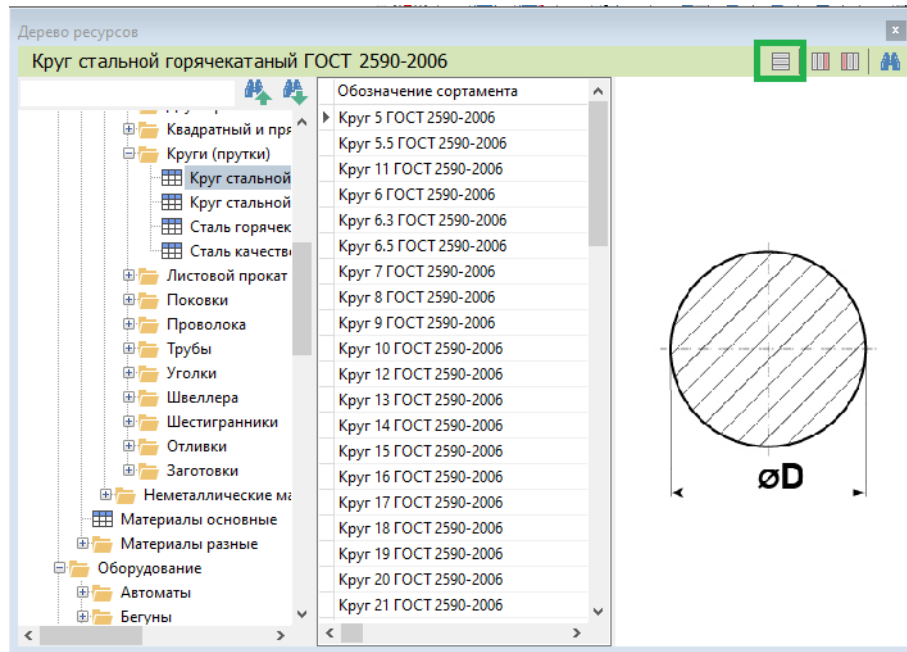 Дерево ресурсов
Круг стальной горячекатаный ГОСТ 2590-2006
Квадратный и пря
Круги (прутки)
Круг стальной
Круг стальной
Сталь горячек
Сталь качестве
Листовой прокат
Поковки
Проволока
Трубы
Уголки
Швеллера
Шестигранники
Отливки
Заготовки
Неметаллические ма
Материалы основные
Материалы разные
Оборудование
Автоматы
Бегуны
Обозначение сортамента
Круг 5 ГОСТ 2590-2006
Круг 5.5 ГОСТ 2590-2006
Круг 11 ГОСТ 2590-2006
Круг 6 ГОСТ 2590-2006
Круг 6.3 ГОСТ 2590-2006
Круг 6.5 ГОСТ 2590-2006
Круг 7 ГОСТ 2590-2006
Круг 8 ГОСТ 2590-2006
Круг 9 ГОСТ 2590-2006
Круг 10 ГОСТ 2590-2006
Круг 12 ГОСТ 2590-2006
Круг 13 ГОСТ 2590-2006
Круг 14 ГОСТ 2590-2006
Круг 15 ГОСТ 2590-2006
Круг 16 ГОСТ 2590-2006
Круг 17 ГОСТ 2590-2006
Круг 18 ГОСТ 2590-2006
Круг 19 ГОСТ 2590-2006
Круг 20 ГОСТ 2590-2006
Круг 21 ГОСТ 2590-2006
⌀D